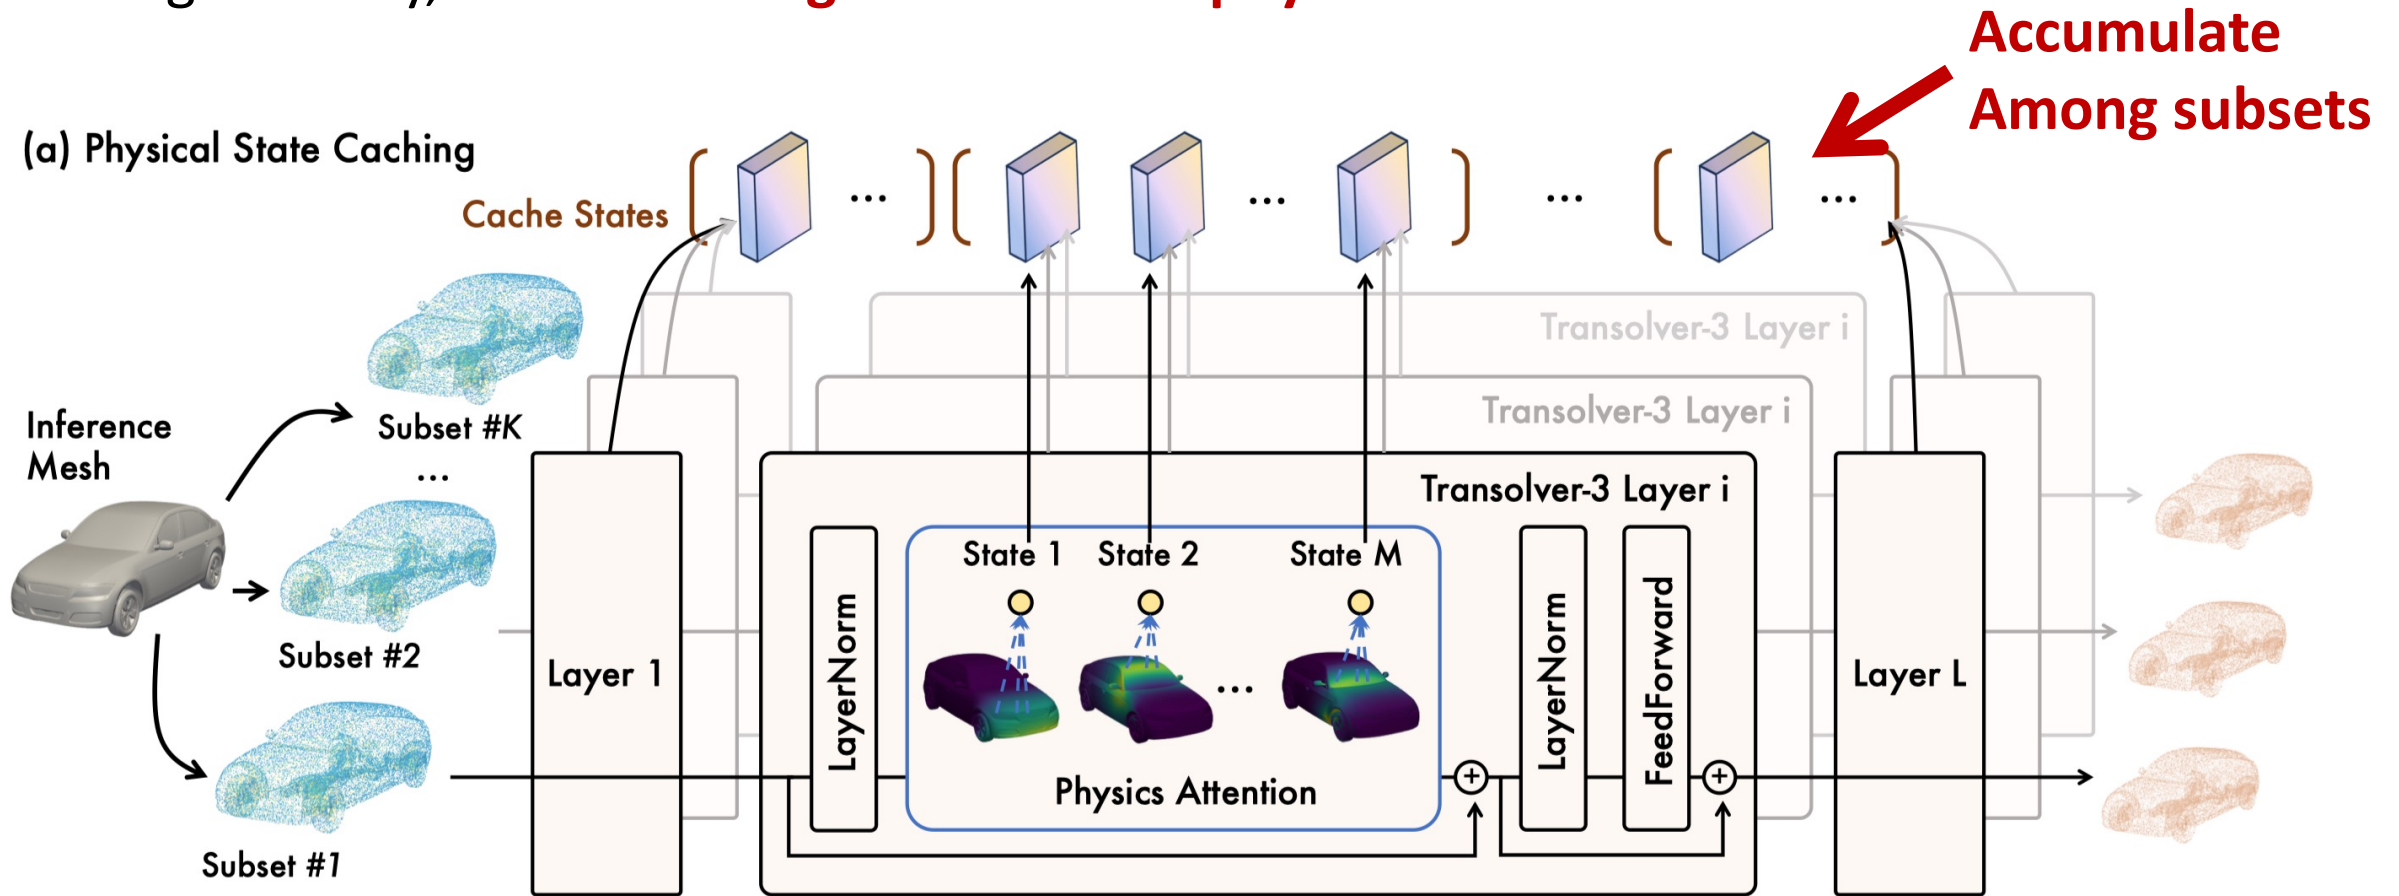 Accumulate
Among subsets
(a) Physical State Caching
Cache States
...
...
...
...
Transolver-3 Layer i
Transolver-3 Layer i
Inference
Mesh
Subset #K
...
Transolver-3 Layer i
State 1
State 2
State M
Subset #2
Layer 1
LayerNorm
...
LayerNorm
FeedForward
Layer L
Physics Attention
Subset #1